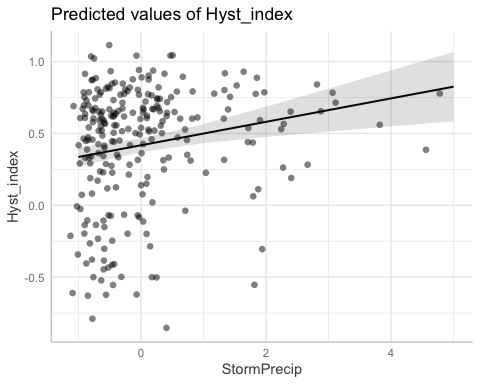 Predicted values of Hyst_index
1.0
0.5
0.0
-0.5
Hyst_index
0
2
4
StormPrecip